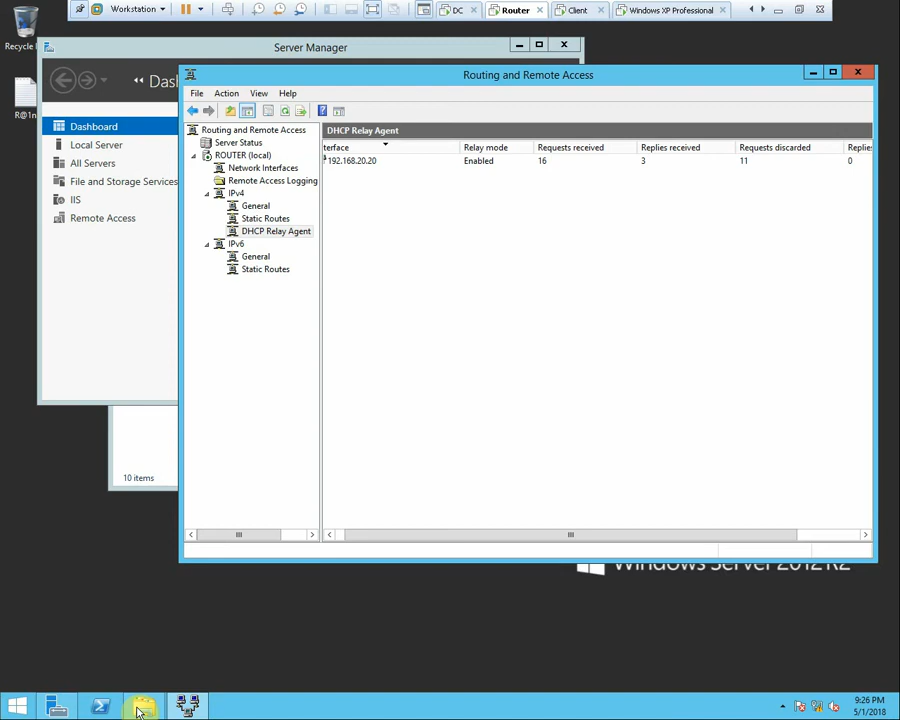 Workstation
DC
Router
Client
Windows XP Professional
Recycle
Server Manager
Routing and Remote Access
R@1n
Das
File Action View Help
Dashboard
Local Server
All Servers
File and Storage Services
IIS
Remote Access
10 items
Routing and Remote Access
Server Status
ROUTER (local)
Network Interfaces
Remote Access Logging
IPv4
General
Static Routes
DHCP Relay Agent
IPv6
General
Static Routes
DHCP Relay Agent
terface Relay mode Requests received Replies received Requests discarded Replies
192.168.20.20 Enabled 16 3 11 0
Windows Server 2012 R2
9:26 PM
5/1/2018